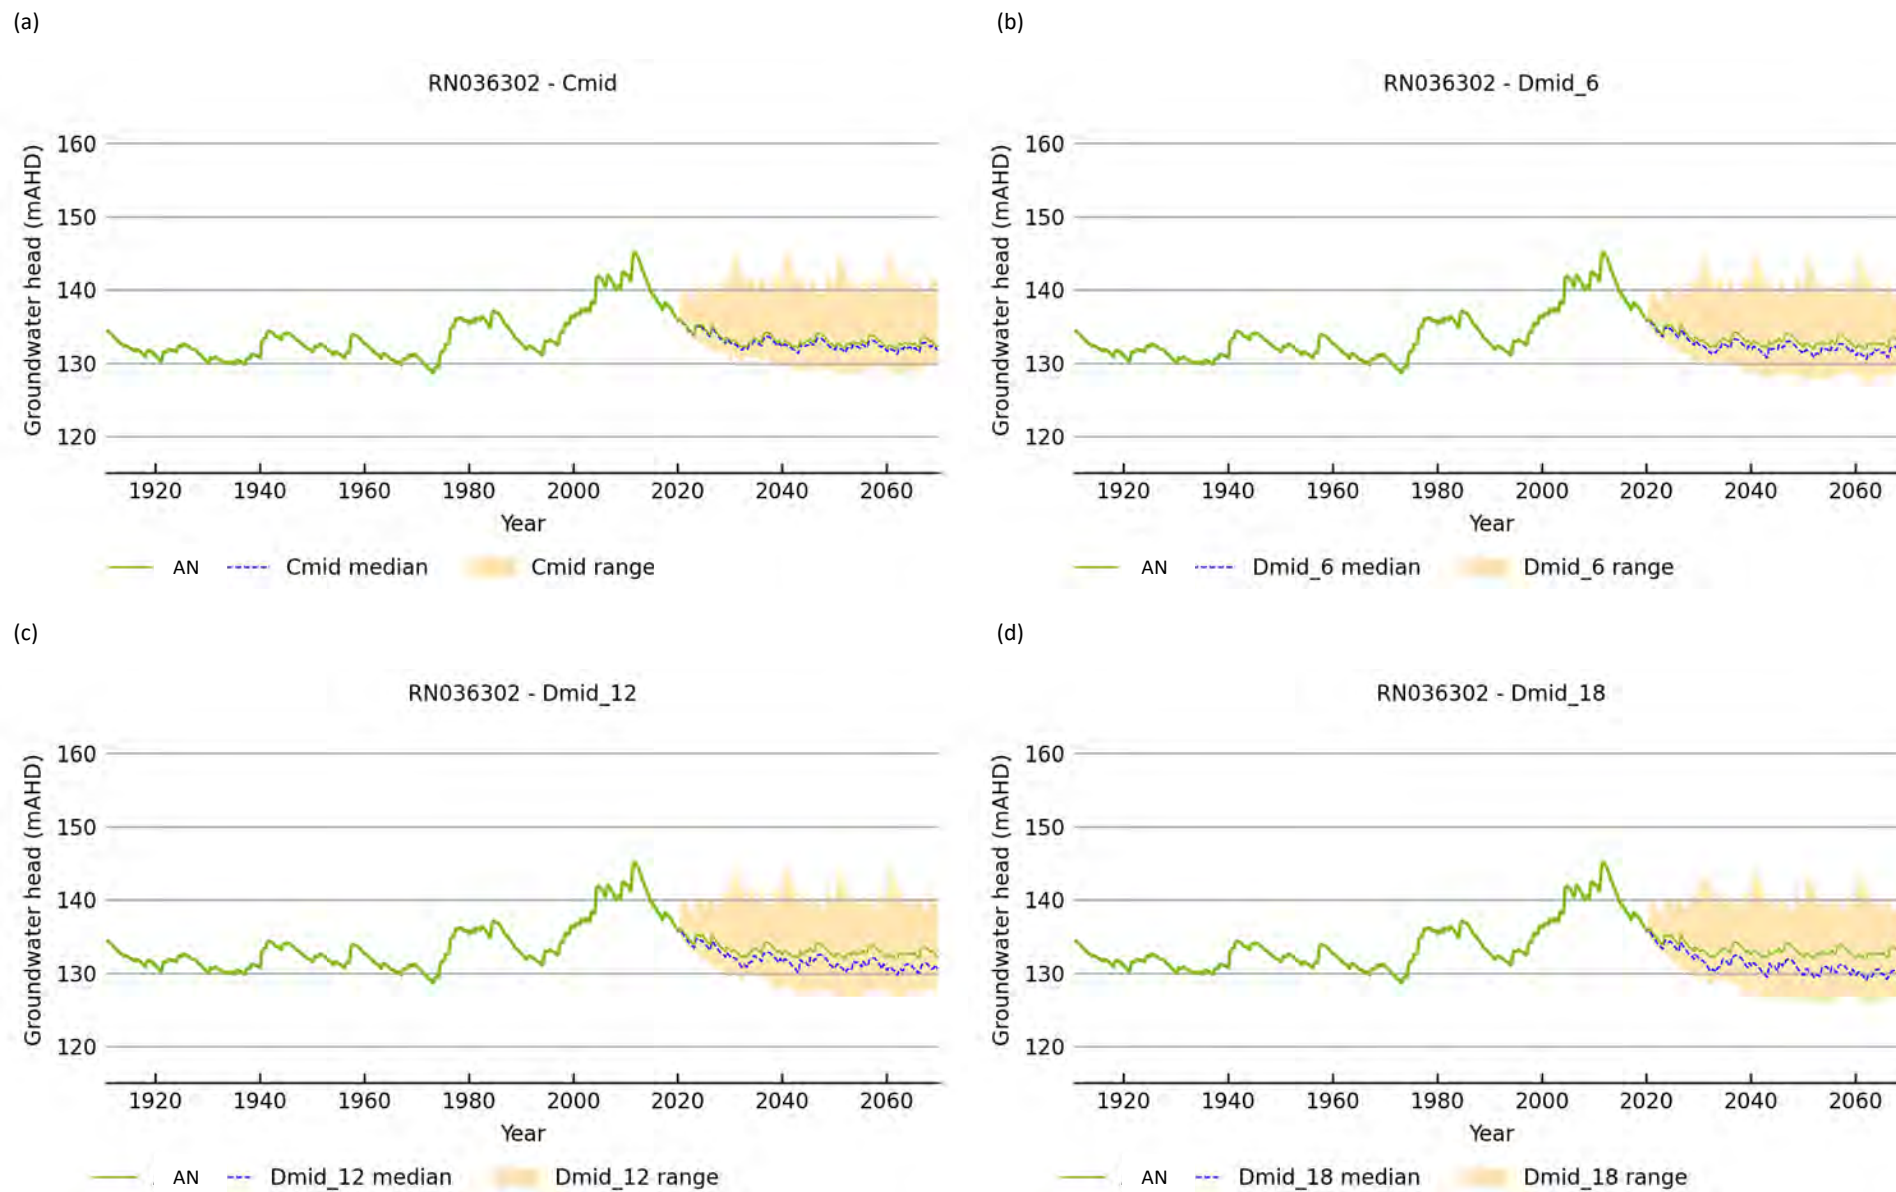 (a)
RN036302 - Cmid
Groundwater head (mAHD)
160
150
140
130
120
1920 1940 1960 1980 2000 2020 2040 2060
Year
AN Cmid median Cmid range
(b)
RN036302 - Dmid_6
Groundwater head (mAHD)
160
150
140
130
120
1920 1940 1960 1980 2000 2020 2040 2060
Year
AN Dmid_6 median Dmid_6 range
(c)
RN036302 - Dmid_12
Groundwater head (mAHD)
160
150
140
130
120
1920 1940 1960 1980 2000 2020 2040 2060
Year
AN Dmid_12 median Dmid_12 range
(d)
RN036302 - Dmid_18
Groundwater head (mAHD)
160
150
140
130
120
1920 1940 1960 1980 2000 2020 2040 2060
Year
AN Dmid_18 median Dmid_18 range